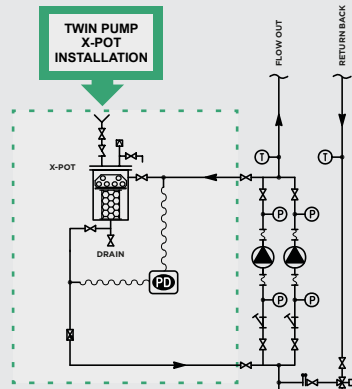 TWIN PUMP
X-POT
INSTALLATION
FLOW OUT
RETURN BACK
T
T
X-POT
P
P
DRAIN
PD
P
P